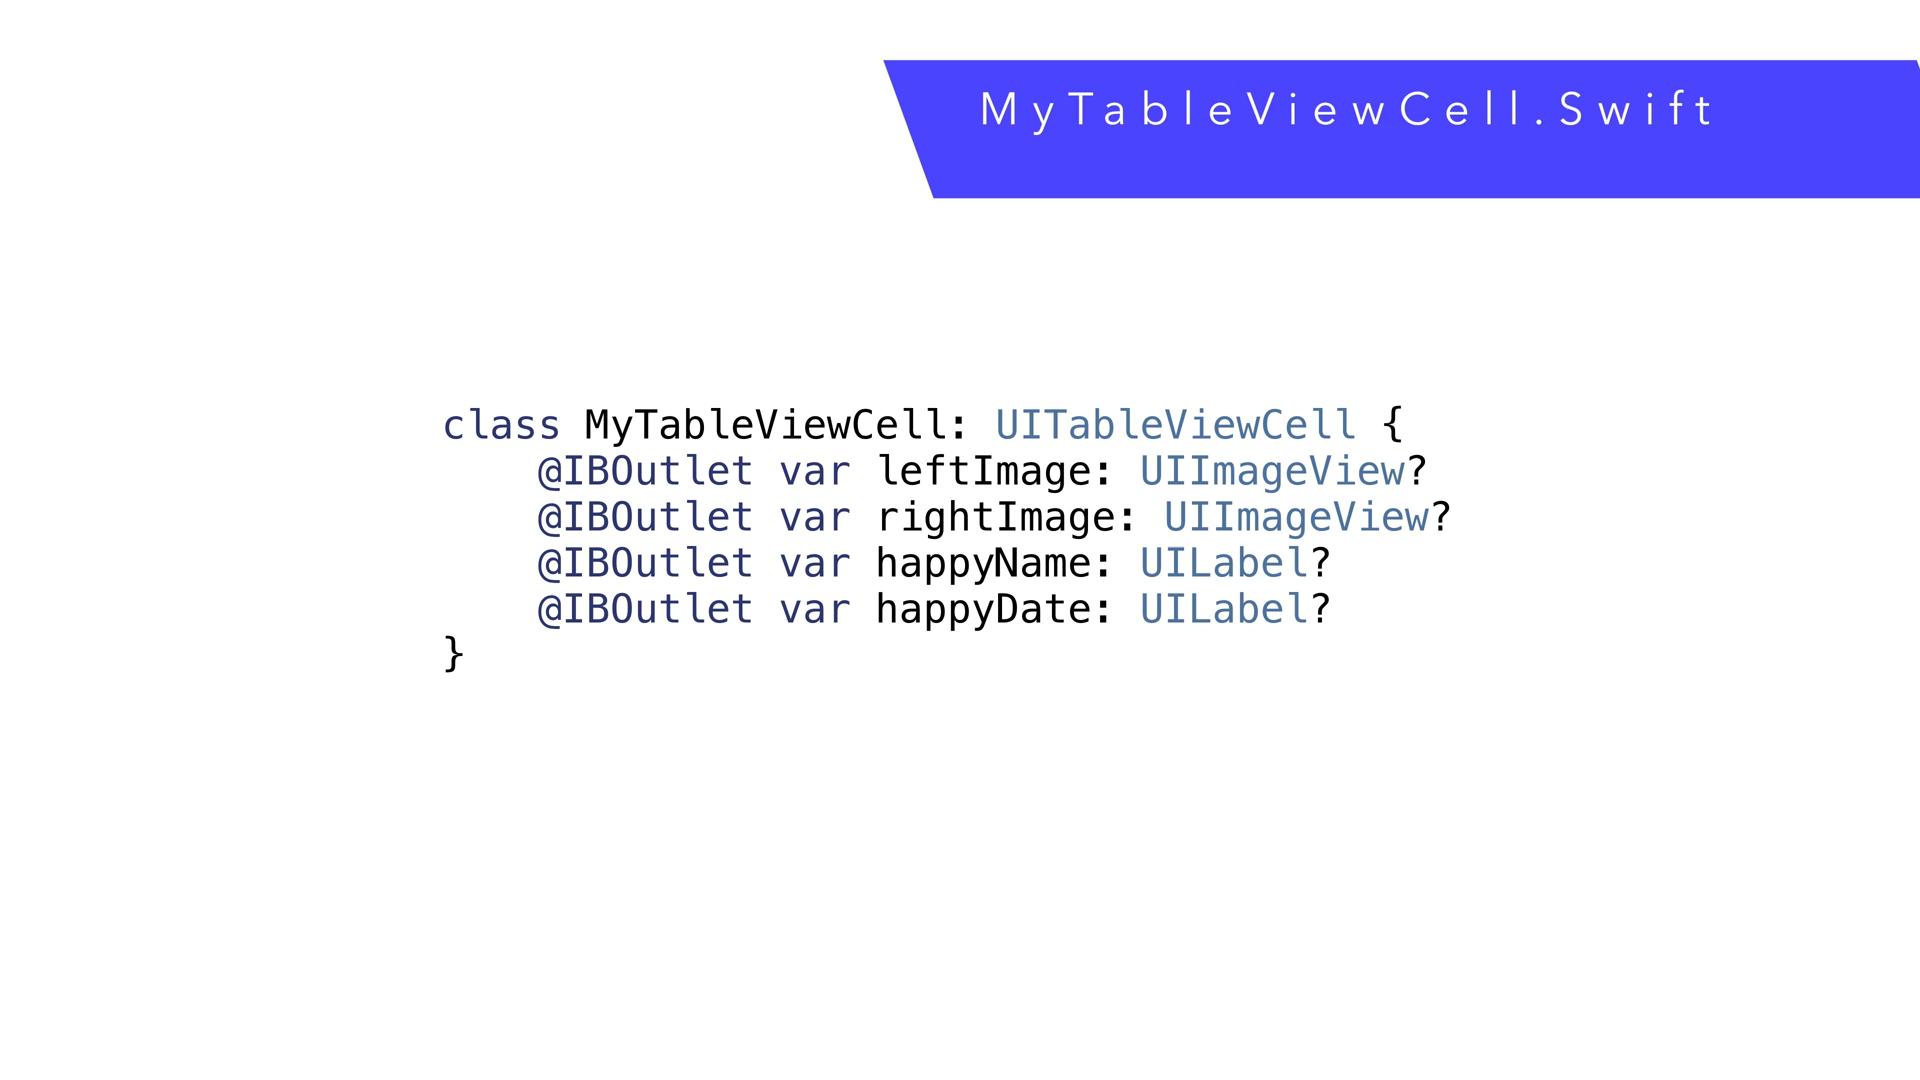 MyTableViewCell.Swift
class MyTableViewCell: UITableViewCell {
    @IBOutlet var leftImage: UIImageView?
    @IBOutlet var rightImage: UIImageView?
    @IBOutlet var happyName: UILabel?
    @IBOutlet var happyDate: UILabel?
}